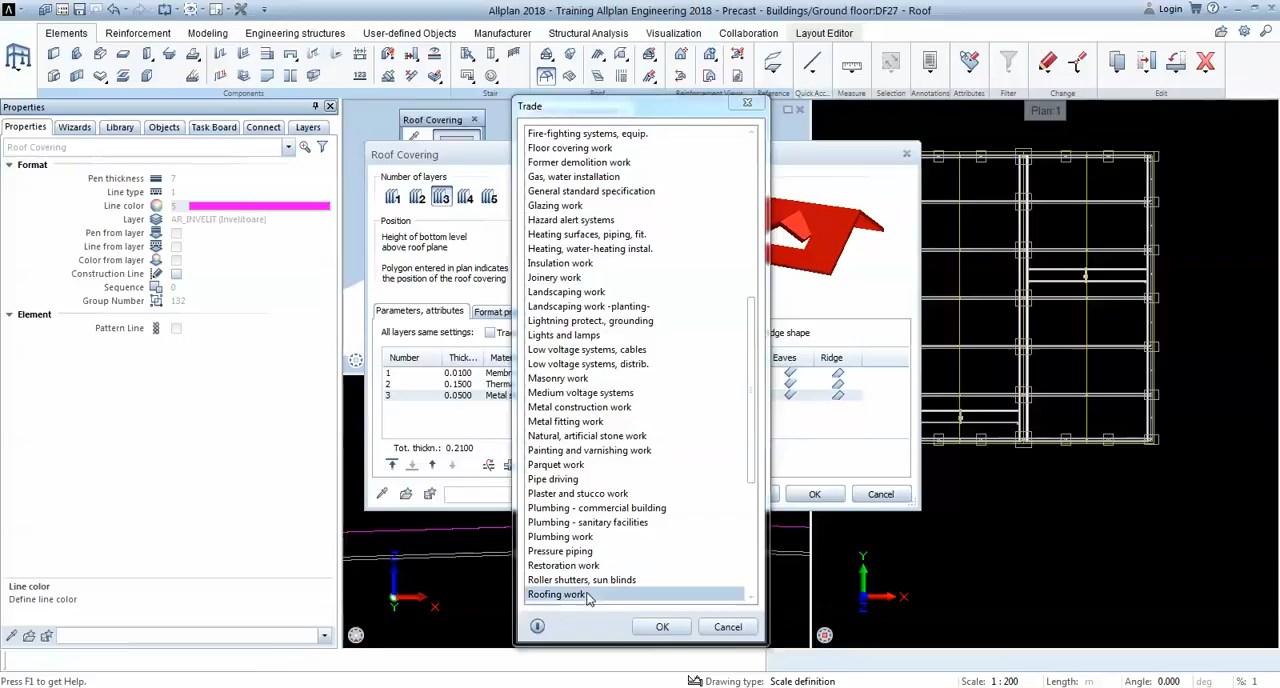 Allplan 2018 - Training Allplan Engineering 2018 - Precast - Buildings/Ground floor:DF27 - Roof
Login
Elements Reinforcement Modeling Engineering structures User-defined Objects Manufacturer Structural Analysis Visualization Collaboration Layout Editor
Components Stair Roof Reinforcement Views Reference Quick Acc... Measure Selection Annotations Attributes Filter Change Edit
Properties
Properties Wizards Library Objects Task Board Connect Layers
Roof Covering
Format
Pen thickness 7
Line type 1
Line color 5
Layer AR_INVELIT (Invelitoare)
Pen from layer
Line from layer
Color from layer
Construction Line
Sequence 0
Group Number 132
Element
Pattern Line
Line color
Define line color
Roof Covering
Roof Covering
Number of layers
1 2 3 4 5
Position
Height of bottom level
above roof plane
Polygon entered in plan indicates
the position of the roof covering
Parameters, attributes Format pr
All layers same settings: Tra
Number Thick... Mate
1 0.0100 Membr
2 0.1500 Therma
3 0.0500 Metal s
Tot. thickn.: 0.2100
Trade
Fire-fighting systems, equip.
Floor covering work
Former demolition work
Gas, water installation
General standard specification
Glazing work
Hazard alert systems
Heating surfaces, piping, fit.
Heating, water-heating instal.
Insulation work
Joinery work
Landscaping work
Landscaping work -planting-
Lightning protect., grounding
Lights and lamps
Low voltage systems, cables
Low voltage systems, distrib.
Masonry work
Medium voltage systems
Metal construction work
Metal fitting work
Natural, artificial stone work
Painting and varnishing work
Parquet work
Pipe driving
Plaster and stucco work
Plumbing - commercial building
Plumbing - sanitary facilities
Plumbing work
Pressure piping
Restoration work
Roller shutters, sun blinds
Roofing work
OK Cancel
dge shape
Eaves Ridge
OK Cancel
Plan:1
Z
Y X
Y
Z X
Press F1 to get Help.
Drawing type: Scale definition Scale: 1 : 200 Length: m Angle: 0.000 deg %: 1